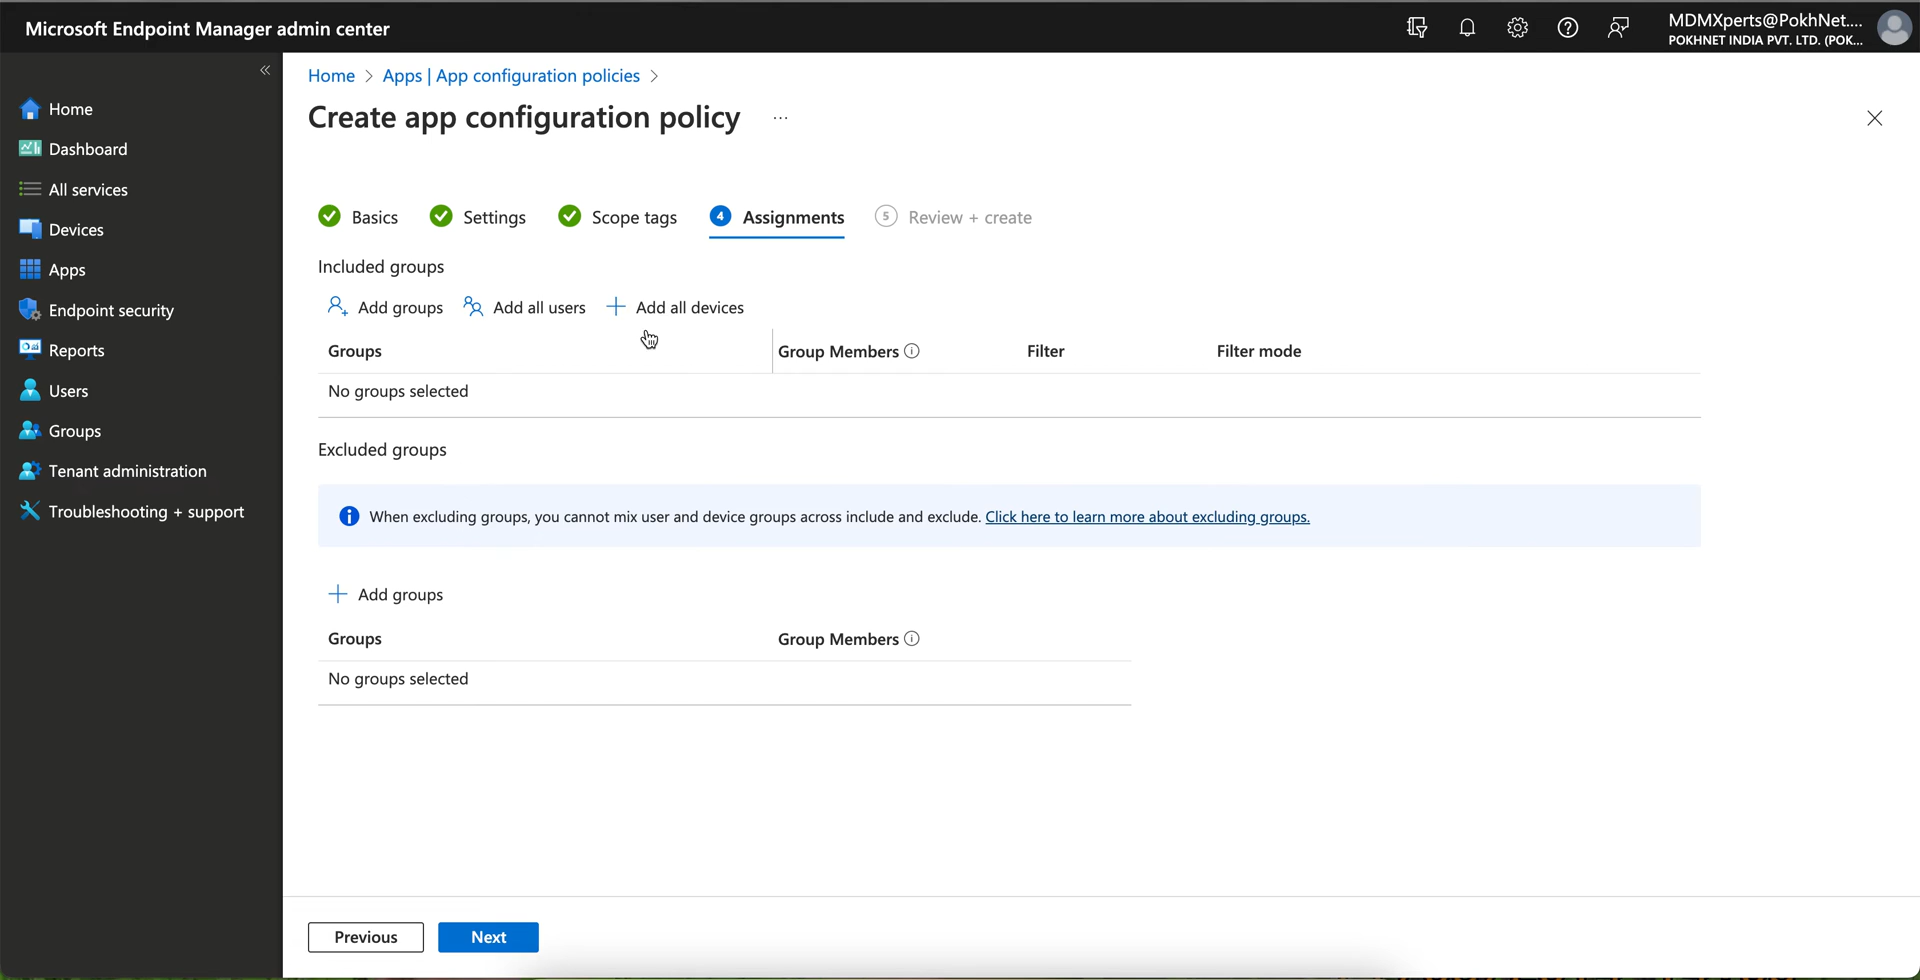 Microsoft Endpoint Manager admin center
MDMXperts@PokhNet....
POKHNET INDIA PVT. LTD. (POK...
Home
Dashboard
All services
Devices
Apps
Endpoint security
Reports
Users
Groups
Tenant administration
Troubleshooting + support
Home > Apps | App configuration policies >
Create app configuration policy ...
Basics Settings Scope tags 4 Assignments 5 Review + create
Included groups
Add groups Add all users + Add all devices
Groups Group Members Filter Filter mode
No groups selected
Excluded groups
When excluding groups, you cannot mix user and device groups across include and exclude. Click here to learn more about excluding groups.
+ Add groups
Groups Group Members
No groups selected
Previous Next